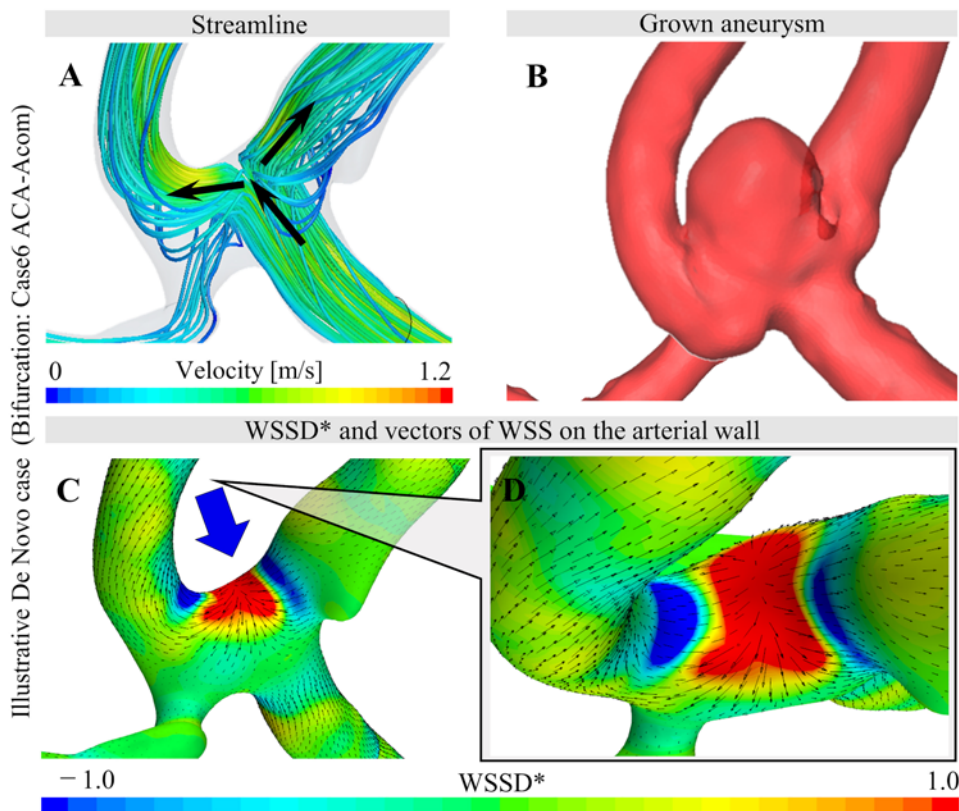 Streamline
Grown aneurysm
A
B
0 Velocity [m/s] 1.2
Illustrative De Novo case (Bifurcation: Case6 ACA-Acom)
WSSD* and vectors of WSS on the arterial wall
C
D
−1.0 WSSD* 1.0